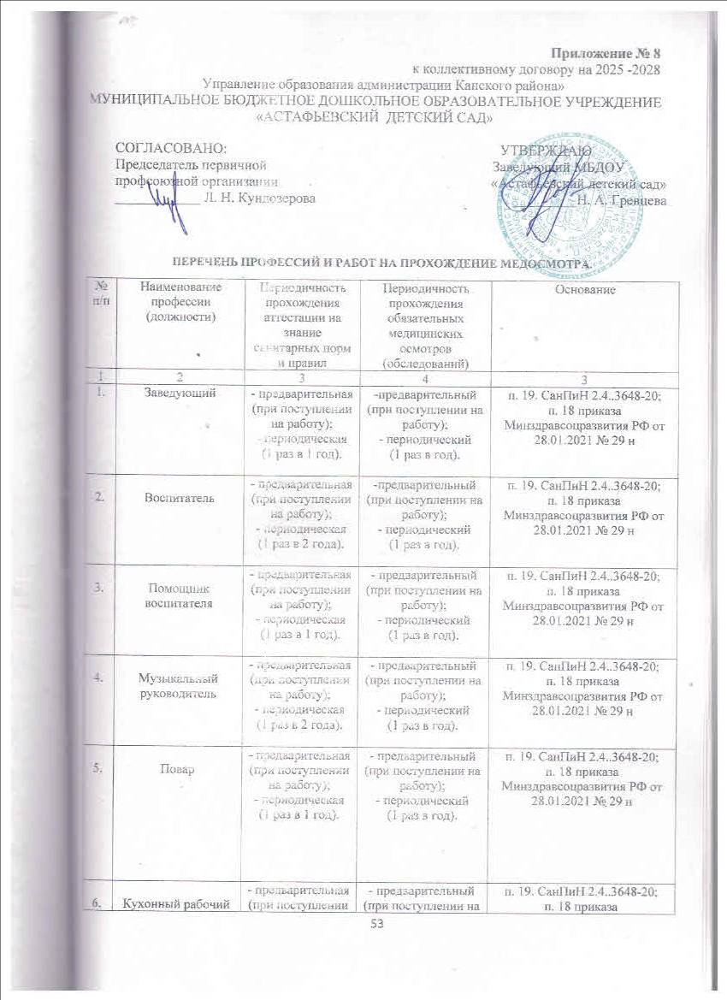 Приложение № 8
к коллективному договору на 2025 -2028
Управление образования администрации Канского района»
МУНИЦИПАЛЬНОЕ БЮДЖЕТНОЕ ДОШКОЛЬНОЕ ОБРАЗОВАТЕЛЬНОЕ УЧРЕЖДЕНИЕ
«АСТАФЬЕВСКИЙ ДЕТСКИЙ САД»
СОГЛАСОВАНО:
Председатель первичной
профсоюзной организации
____________ Л. Н. Кундозерова
УТВЕРЖДАЮ
Заведующий МБДОУ
«Астафьевский детский сад»
Н. А. Гревцева
ПЕРЕЧЕНЬ ПРОФЕССИЙ И РАБОТ НА ПРОХОЖДЕНИЕ МЕДОСМОТРА.
№
п/п
Наименование
профессии
(должности)
Периодичность
прохождения
аттестации на
знание
санитарных норм
и правил
Периодичность
прохождения
обязательных
медицинских
осмотров
(обследований)
Основание
1 2 3 4 3
1.
Заведующий
- предварительная
(при поступлении
на работу);
- периодическая
(1 раз в 1 год).
-предварительный
(при поступлении на
работу);
- периодический
(1 раз в год).
п. 19. СанПиН 2.4..3648-20;
п. 18 приказа
Минздравсоцразвития РФ от
28.01.2021 № 29 н
2.
Воспитатель
- предварительная
(при поступлении
на работу);
- периодическая
(1 раз в 2 года).
-предварительный
(при поступлении на
работу);
- периодический
(1 раз в год).
п. 19. СанПиН 2.4..3648-20;
п. 18 приказа
Минздравсоцразвития РФ от
28.01.2021 № 29 н
3.
Помощник
воспитателя
- предварительная
(при поступлении
на работу);
- периодическая
(1 раз в 1 год).
- предварительный
(при поступлении на
работу);
- периодический
(1 раз в год).
п. 19. СанПиН 2.4..3648-20;
п. 18 приказа
Минздравсоцразвития РФ от
28.01.2021 № 29 н
4.
Музыкальный
руководитель
- предварительная
(при поступлении
на работу);
- периодическая
(1 раз в 2 года).
- предварительный
(при поступлении на
работу);
- периодический
(1 раз в год).
п. 19. СанПиН 2.4..3648-20;
п. 18 приказа
Минздравсоцразвития РФ от
28.01.2021 № 29 н
5.
Повар
- предварительная
(при поступлении
на работу);
- периодическая
(1 раз в 1 год).
- предварительный
(при поступлении на
работу);
- периодический
(1 раз в год).
п. 19. СанПиН 2.4..3648-20;
п. 18 приказа
Минздравсоцразвития РФ от
28.01.2021 № 29 н
6.
Кухонный рабочий
- предварительная
(при поступлении
- предварительный
(при поступлении на
п. 19. СанПиН 2.4..3648-20;
п. 18 приказа
53